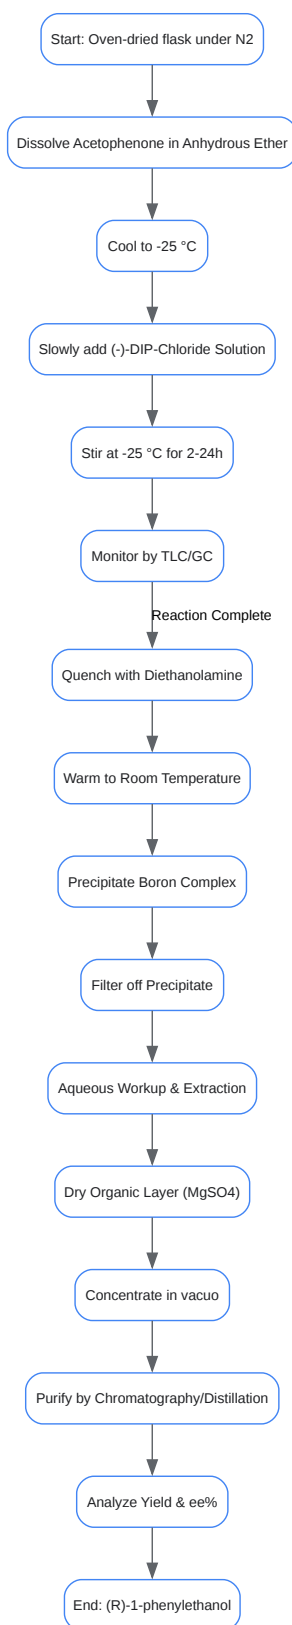 Start: Oven-dried flask under N2
Dissolve Acetophenone in Anhydrous Ether
Cool to -25 °C
Slowly add (-)-DIP-Chloride Solution
Stir at -25 °C for 2-24h
Monitor by TLC/GC
Reaction Complete
Quench with Diethanolamine
Warm to Room Temperature
Precipitate Boron Complex
Filter off Precipitate
Aqueous Workup & Extraction
Dry Organic Layer (MgSO4)
Concentrate in vacuo
Purify by Chromatography/Distillation
Analyze Yield & ee%
End: (R)-1-phenylethanol